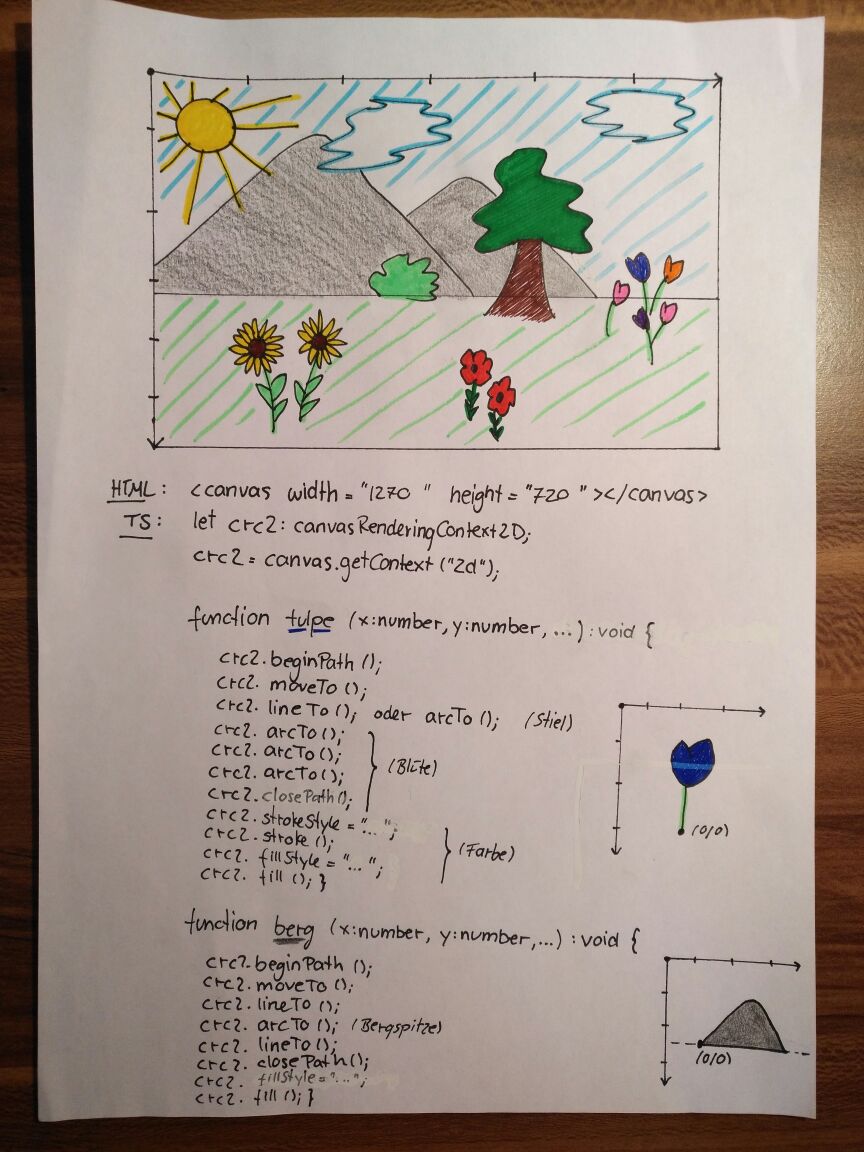 HTML: <canvas width = "1270 " height = "720 "></canvas>
TS: let crc2: canvasRenderingContext2D;
crc2 = canvas.getContext ("2d");
function tulpe (x:number, y:number, ...) : void {
crc2. beginPath ();
crc2. moveTo ();
crc2. lineTo (); oder arcTo (); (Stiel)
crc2. arcTo ();
crc2. arcTo ();
crc2. arcTo ();
(Blüte)
crc2. closePath();
crc2. strokeStyle = "...";
crc2. stroke ();
crc2. fillStyle = "...";
(Farbe)
crc2. fill (); }
(0/0)
function berg (x:number, y:number,...) : void {
crc2. beginPath ();
crc2. moveTo ();
crc2. lineTo ();
crc2. arcTo (); (Bergspitze)
crc2. lineTo ();
crc2. closePath();
crc2. fillStyle = "...";
crc2. fill (); }
(0/0)